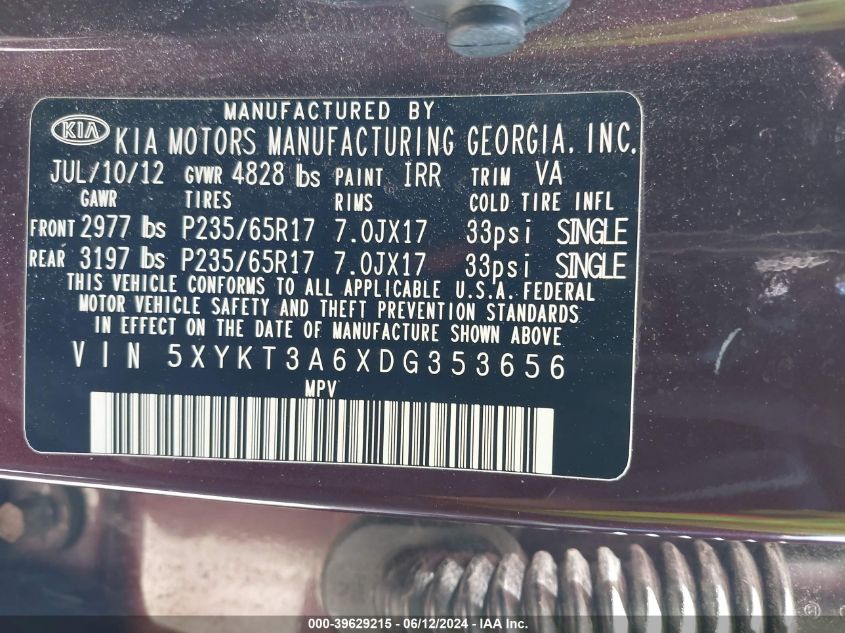 MANUFACTURED BY
KIA KIA MOTORS MANUFACTURING GEORGIA, INC.
JUL/10/12 GVWR 4828 lbs PAINT IRR TRIM VA
GAWR TIRES RIMS COLD TIRE INFL
FRONT 2977 lbs P235/65R17 7.0JX17 33psi SINGLE
REAR 3197 lbs P235/65R17 7.0JX17 33psi SINGLE
THIS VEHICLE CONFORMS TO ALL APPLICABLE U.S.A. FEDERAL
MOTOR VEHICLE SAFETY AND THEFT PREVENTION STANDARDS
IN EFFECT ON THE DATE OF MANUFACTURE SHOWN ABOVE
VIN 5XYKT3A6XDG353656
MPV
000-39629215 - 06/12/2024 - IAA Inc.